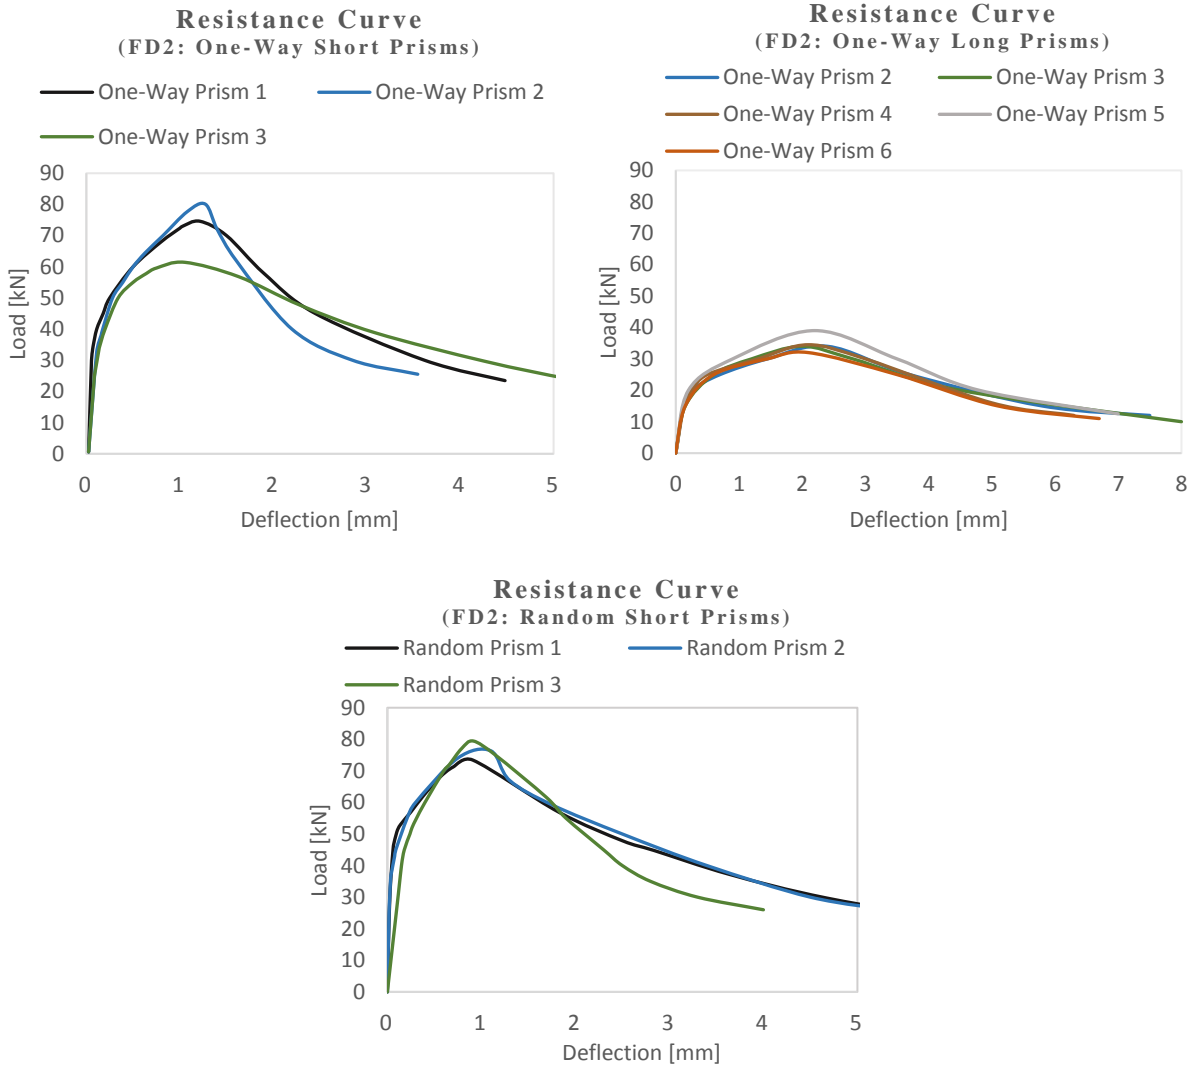 Resistance Curve
(FD2: One-Way Short Prisms)
One-Way Prism 1 One-Way Prism 2
One-Way Prism 3
90
80
70
60
50
40
30
20
10
0
Load [kN]
0 1 2 3 4 5
Deflection [mm]
Resistance Curve
(FD2: One-Way Long Prisms)
One-Way Prism 2 One-Way Prism 3
One-Way Prism 4 One-Way Prism 5
One-Way Prism 6
90
80
70
60
50
40
30
20
10
0
Load [kN]
0 1 2 3 4 5 6 7 8
Deflection [mm]
Resistance Curve
(FD2: Random Short Prisms)
Random Prism 1 Random Prism 2
Random Prism 3
90
80
70
60
50
40
30
20
10
0
Load [kN]
0 1 2 3 4 5
Deflection [mm]